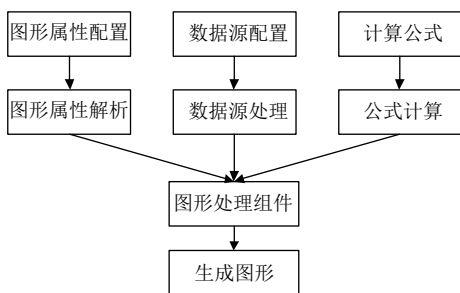 图形属性配置
数据源配置
计算公式
图形属性解析
数据源处理
公式计算
图形处理组件
生成图形